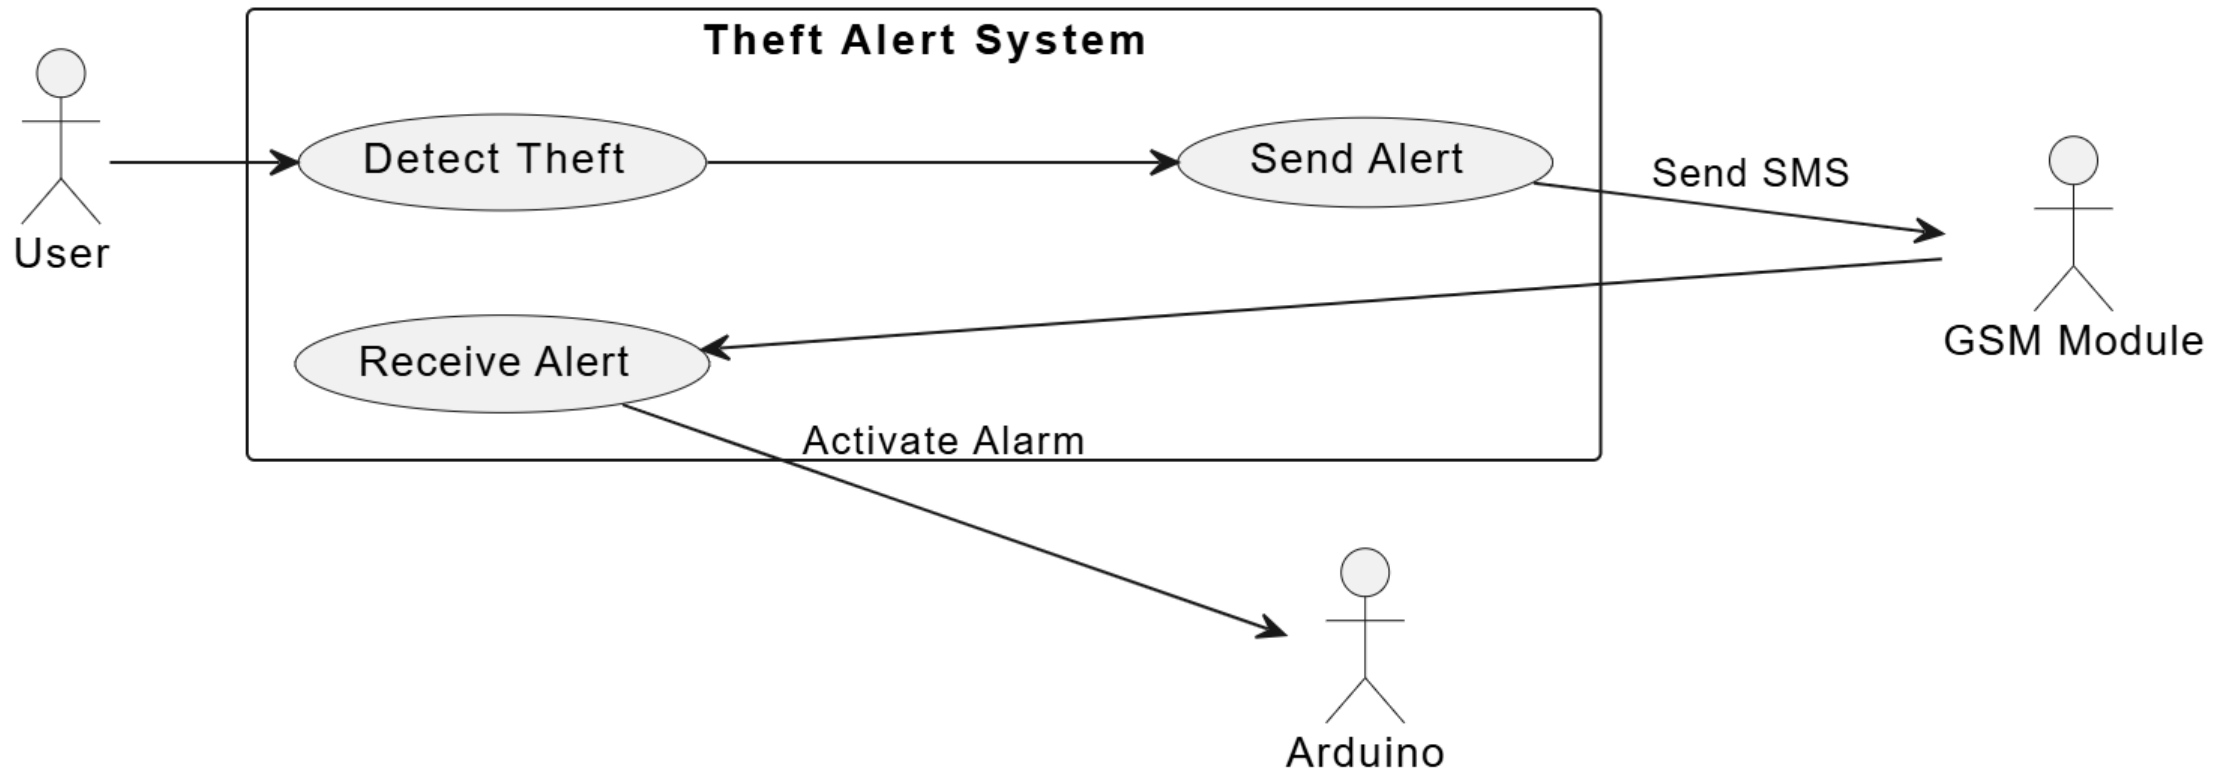 Theft Alert System
User
Detect Theft
Send Alert
Send SMS
GSM Module
Receive Alert
Activate Alarm
Arduino